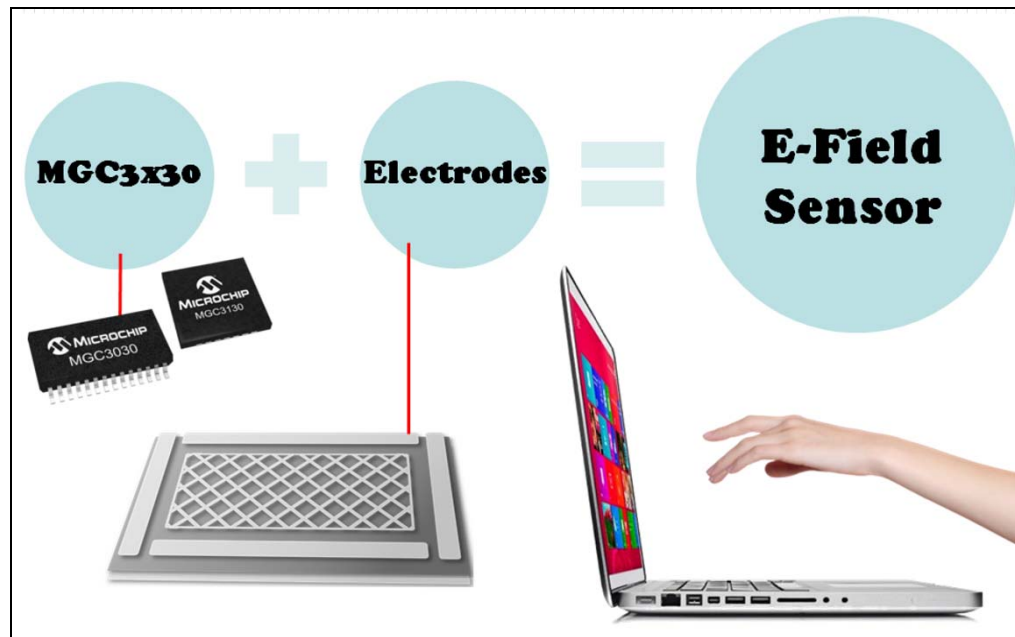 MGC3x30
Electrodes
E-Field
Sensor
MICROCHIP
MGC3130
MICROCHIP
MGC3030